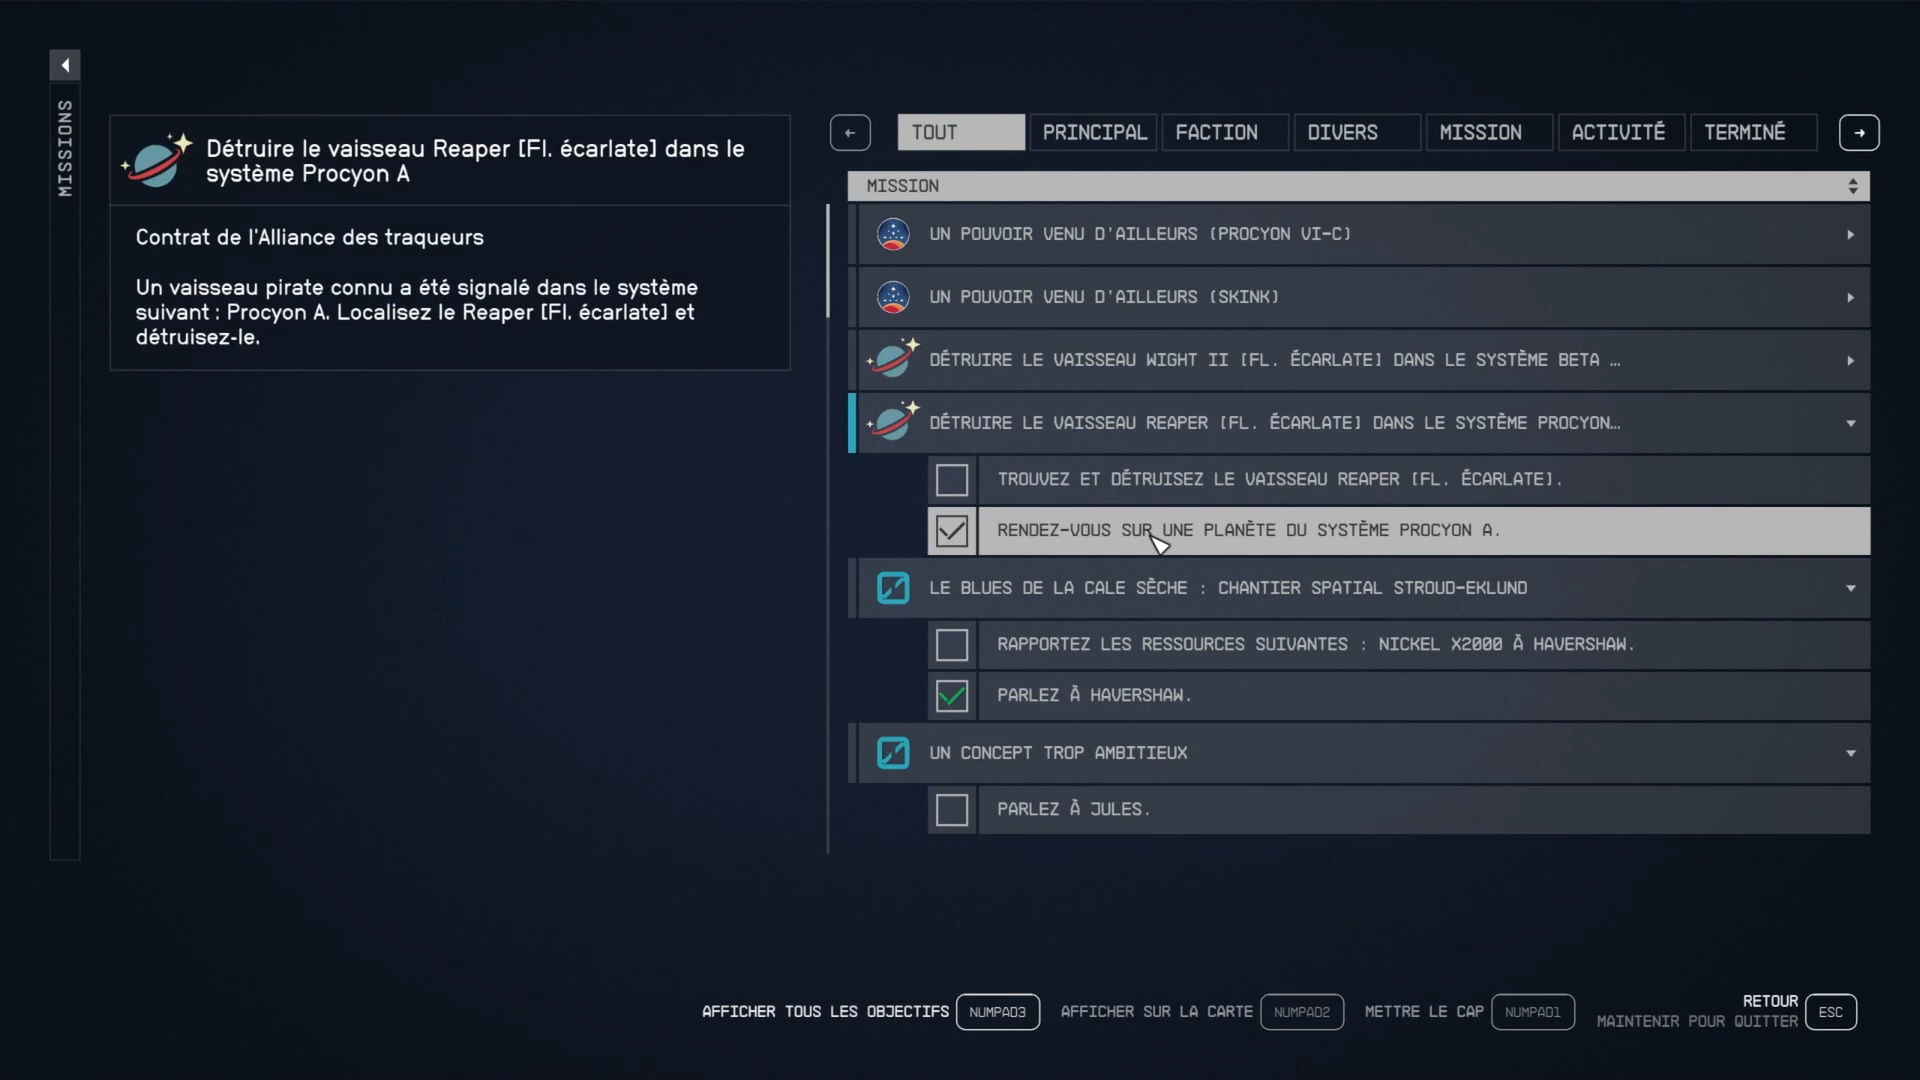 MISSIONS
Détruire le vaisseau Reaper [Fl. écarlate] dans le
système Procyon A
Contrat de l'Alliance des traqueurs
Un vaisseau pirate connu a été signalé dans le système
suivant : Procyon A. Localisez le Reaper [Fl. écarlate] et
détruisez-le.
TOUT
PRINCIPAL
FACTION
DIVERS
MISSION
ACTIVITÉ
TERMINÉ
MISSION
UN POUVOIR VENU D'AILLEURS (PROCYON VI-C)
UN POUVOIR VENU D'AILLEURS (SKINK)
DÉTRUIRE LE VAISSEAU WIGHT II [FL. ÉCARLATE] DANS LE SYSTÈME BETA ...
DÉTRUIRE LE VAISSEAU REAPER [FL. ÉCARLATE] DANS LE SYSTÈME PROCYON...
TROUVEZ ET DÉTRUISEZ LE VAISSEAU REAPER [FL. ÉCARLATE].
RENDEZ-VOUS SUR UNE PLANÈTE DU SYSTÈME PROCYON A.
LE BLUES DE LA CALE SÈCHE : CHANTIER SPATIAL STROUD-EKLUND
RAPPORTEZ LES RESSOURCES SUIVANTES : NICKEL X2000 À HAVERSHAW.
PARLEZ À HAVERSHAW.
UN CONCEPT TROP AMBITIEUX
PARLEZ À JULES.
AFFICHER TOUS LES OBJECTIFS NUMPAD3
AFFICHER SUR LA CARTE NUMPAD2
METTRE LE CAP NUMPAD1
RETOUR
MAINTENIR POUR QUITTER
ESC